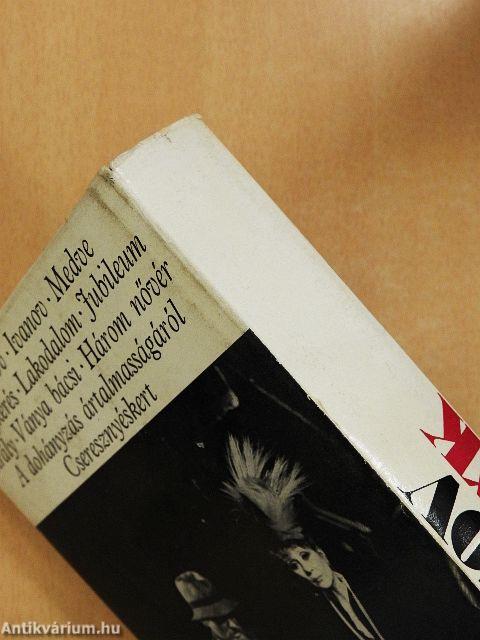 · Ivanov · Medve
· Lakodalom · Jubileum
· Ványa bácsi · Három nővér
A dohányzás ártalmasságáról
Cseresznyéskert
Antikvárium.hu